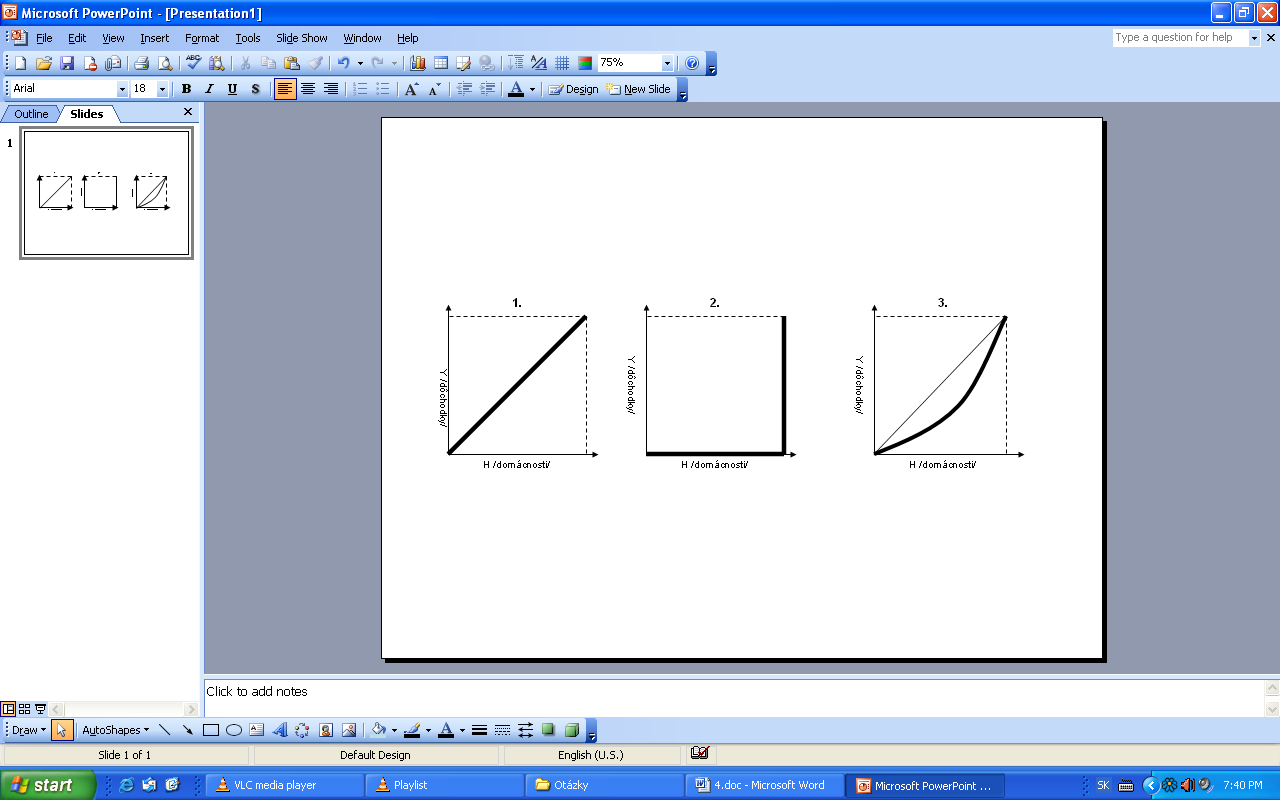 Microsoft PowerPoint - [Presentation1]
File Edit View Insert Format Tools Slide Show Window Help
Type a question for help
75%
Arial 18 B I U S A A A Design New Slide
Outline Slides
1
1. 2. 3.
Y /dôchodky/ Y /dôchodky/ Y /dôchodky/
H /domácnosti/ H /domácnosti/ H /domácnosti/
Click to add notes
Draw AutoShapes
Slide 1 of 1 Default Design English (U.S.)
start VLC media player Playlist Otázky 4.doc - Microsoft Word Microsoft PowerPoint ... SK 7:40 PM